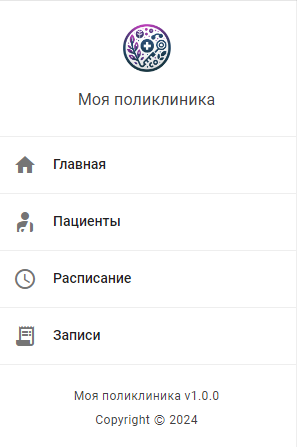 Моя поликлиника
Главная
Пациенты
Расписание
Записи
Моя поликлиника v1.0.0
Copyright © 2024